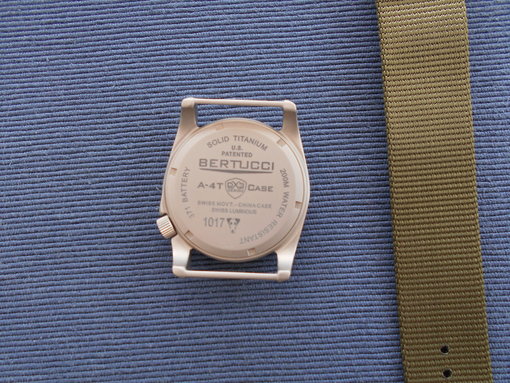 SOLID TITANIUM
U.S.
PATENTED
BERTUCCI
A-4T CASE
SWISS MOVT. - CHINA CASE
SWISS LUMINOUS
1017
371 BATTERY
200M WATER RESISTANT